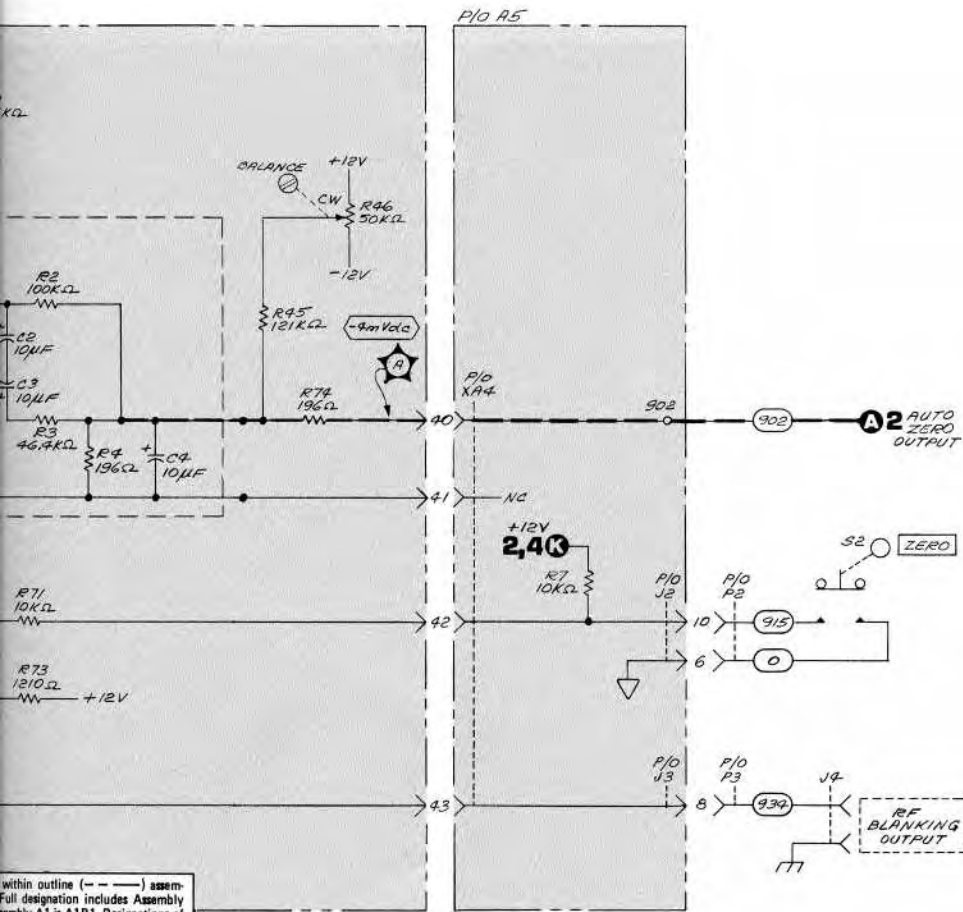 P/O A5
KΩ
BALANCE
+12V
CW
R46
50KΩ
-12V
R2
100KΩ
C2
10µF
C3
10µF
R3
46.4KΩ
R4
196Ω
C4
10µF
R45
121KΩ
-4mVdc
A
R74
196Ω
40
P/O
XA4
902
902
A 2 AUTO
ZERO
OUTPUT
41
NC
+12V
2,4 K
R7
10KΩ
S2
ZERO
R71
10KΩ
42
P/O
J2
10
P/O
P2
915
6
0
R73
1210Ω
+12V
43
P/O
J3
8
P/O
P3
934
J4
RF
BLANKING
OUTPUT
within outline (– – –––) assem-
Full designation includes Assembly